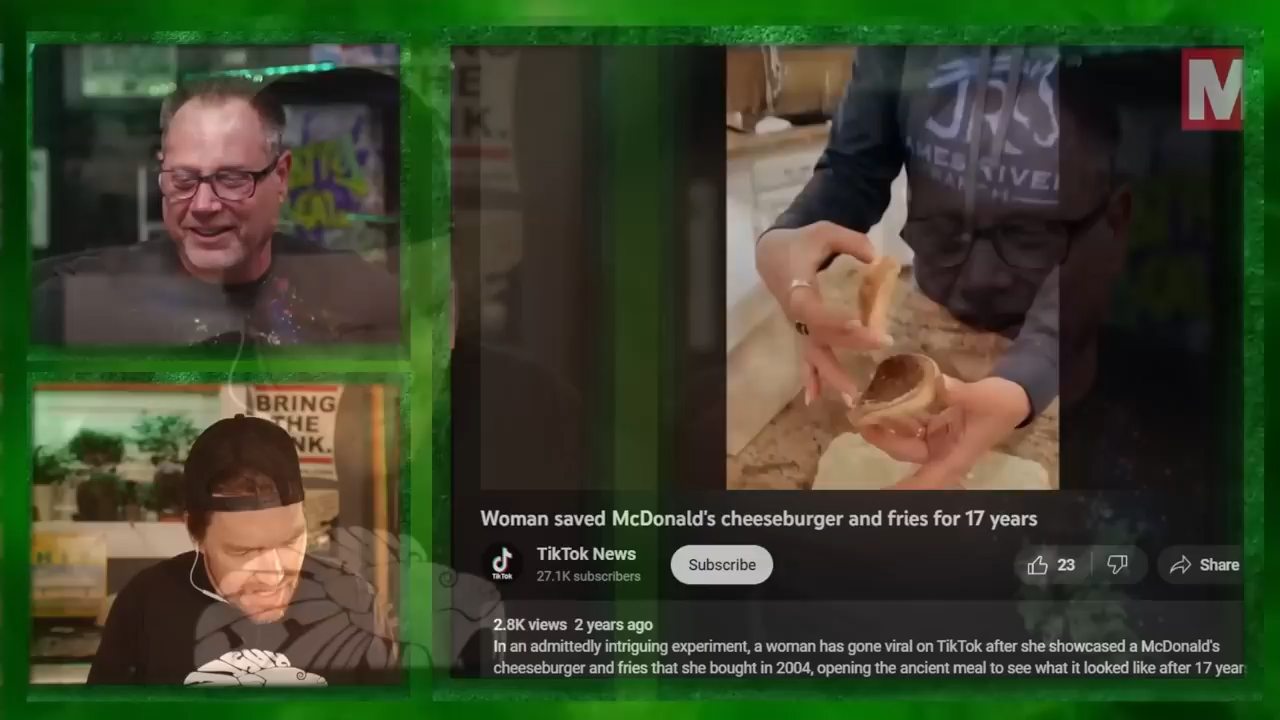 BRING
THE
NK.
HE
K.
M
Woman saved McDonald's cheeseburger and fries for 17 years
TikTok News
27.1K subscribers
TikTok
Subscribe
23
Share
2.8K views 2 years ago
In an admittedly intriguing experiment, a woman has gone viral on TikTok after she showcased a McDonald's
cheeseburger and fries that she bought in 2004, opening the ancient meal to see what it looked like after 17 year